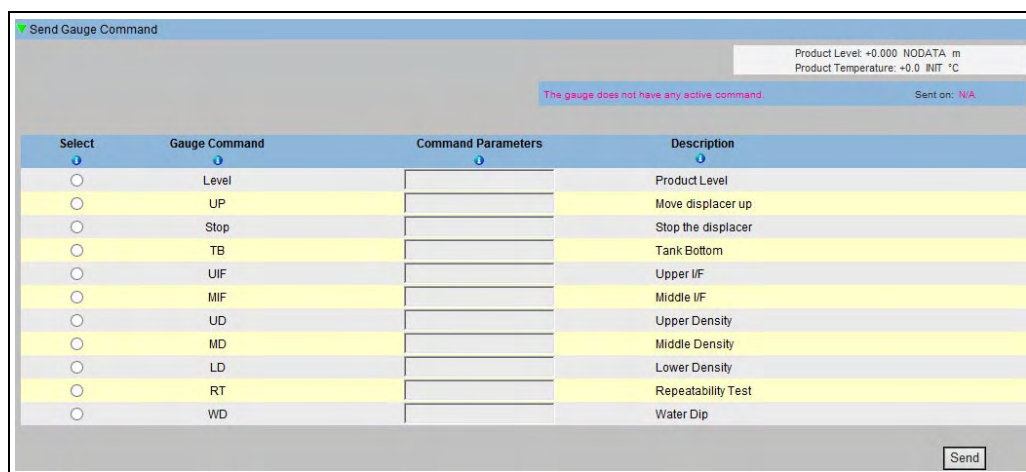 Send Gauge Command
Product Level: +0.000 NODATA m
Product Temperature: +0.0 INIT °C
The gauge does not have any active command. Sent on: N/A
Select Gauge Command Command Parameters Description
Level Product Level
UP Move displacer up
Stop Stop the displacer
TB Tank Bottom
UIF Upper I/F
MIF Middle I/F
UD Upper Density
MD Middle Density
LD Lower Density
RT Repeatability Test
WD Water Dip
Send